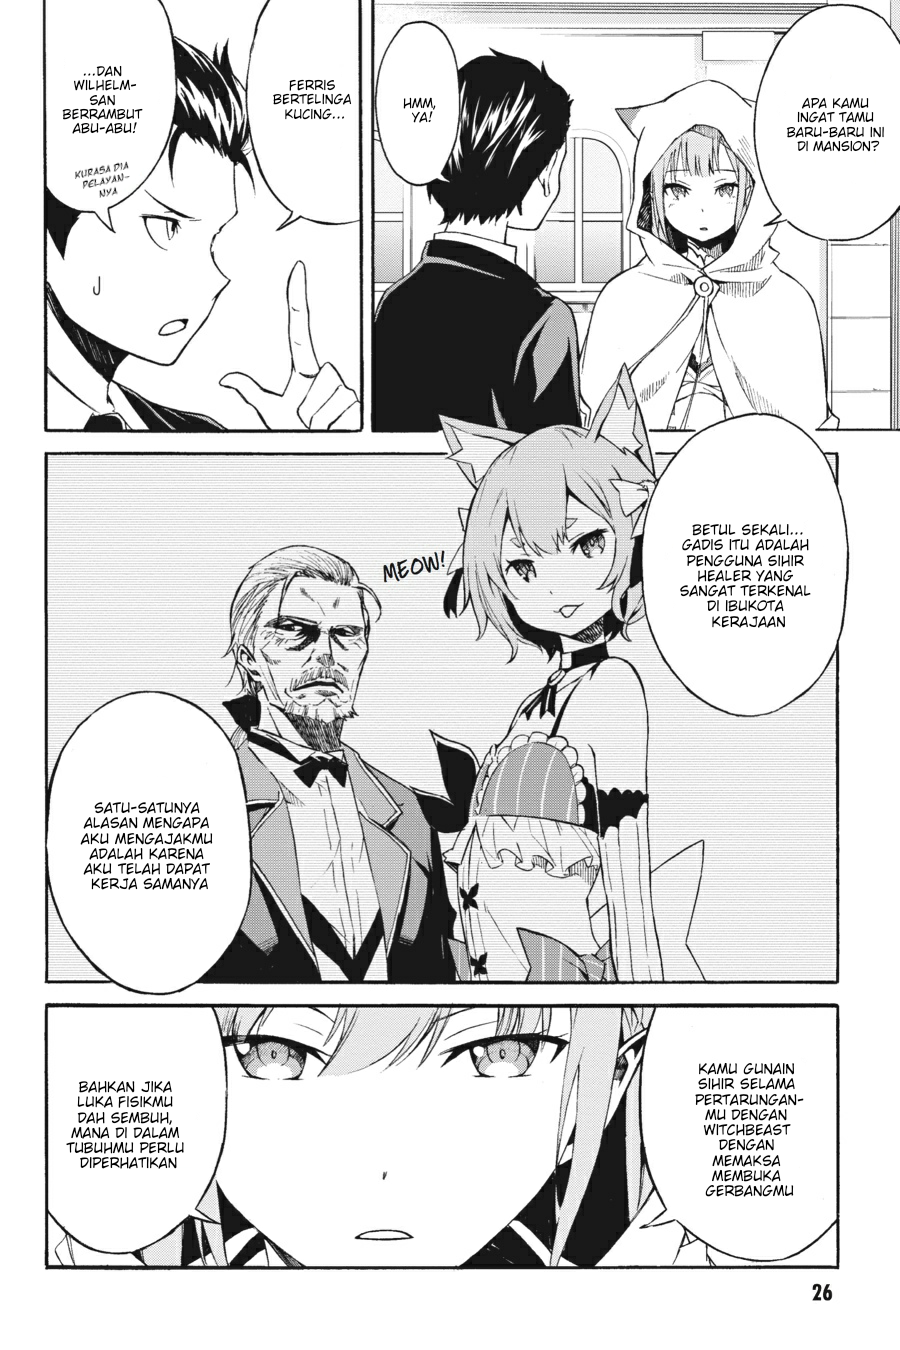 APA KAMU
INGAT TAMU
BARU-BARU INI
DI MANSION?
HMM,
YA!
FERRIS
BERTELINGA
KUCING...
...DAN
WILHELM-
SAN
BERRAMBUT
ABU-ABU!
KURASA DIA
PELAYAN-
NYA
BETUL SEKALI...
GADIS ITU ADALAH
PENGGUNA SIHIR
HEALER YANG
SANGAT TERKENAL
DI IBUKOTA
KERAJAAN
MEOW!
SATU-SATUNYA
ALASAN MENGAPA
AKU MENGAJAKMU
ADALAH KARENA
AKU TELAH DAPAT
KERJA SAMANYA
KAMU GUNAIN
SIHIR SELAMA
PERTARUNGAN-
MU DENGAN
WITCHBEAST
DENGAN
MEMAKSA
MEMBUKA
GERBANGMU
BAHKAN JIKA
LUKA FISIKMU
DAH SEMBUH,
MANA DI DALAM
TUBUHMU PERLU
DIPERHATIKAN
26